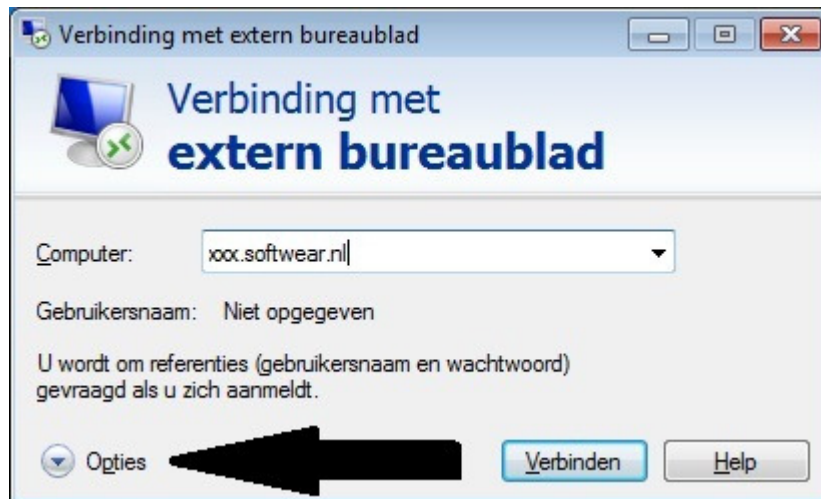 Verbinding met extern bureaublad
Verbinding met
extern bureaublad
Computer: xxx.softwear.nl
Gebruikersnaam: Niet opgegeven
U wordt om referenties (gebruikersnaam en wachtwoord)
gevraagd als u zich aanmeldt.
Opties Verbinden Help